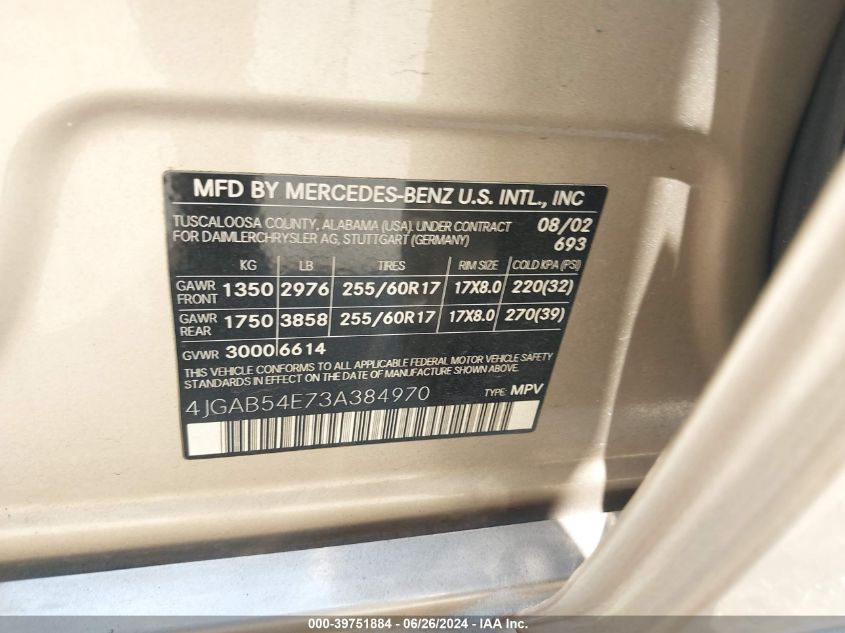 MFD BY MERCEDES-BENZ U.S. INTL., INC
TUSCALOOSA COUNTY, ALABAMA (USA). UNDER CONTRACT 08/02
FOR DAIMLERCHRYSLER AG, STUTTGART (GERMANY) 693
KG LB TIRES RIM SIZE COLD KPA (PSI)
GAWR FRONT 1350 2976 255/60R17 17X8.0 220(32)
GAWR REAR 1750 3858 255/60R17 17X8.0 270(39)
GVWR 3000 6614
THIS VEHICLE CONFORMS TO ALL APPLICABLE FEDERAL MOTOR VEHICLE SAFETY
STANDARDS IN EFFECT ON THE DATE OF MANUFACTURE SHOWN ABOVE.
4JGAB54E73A384970 TYPE: MPV
000-39751884 - 06/26/2024 - IAAI.COM